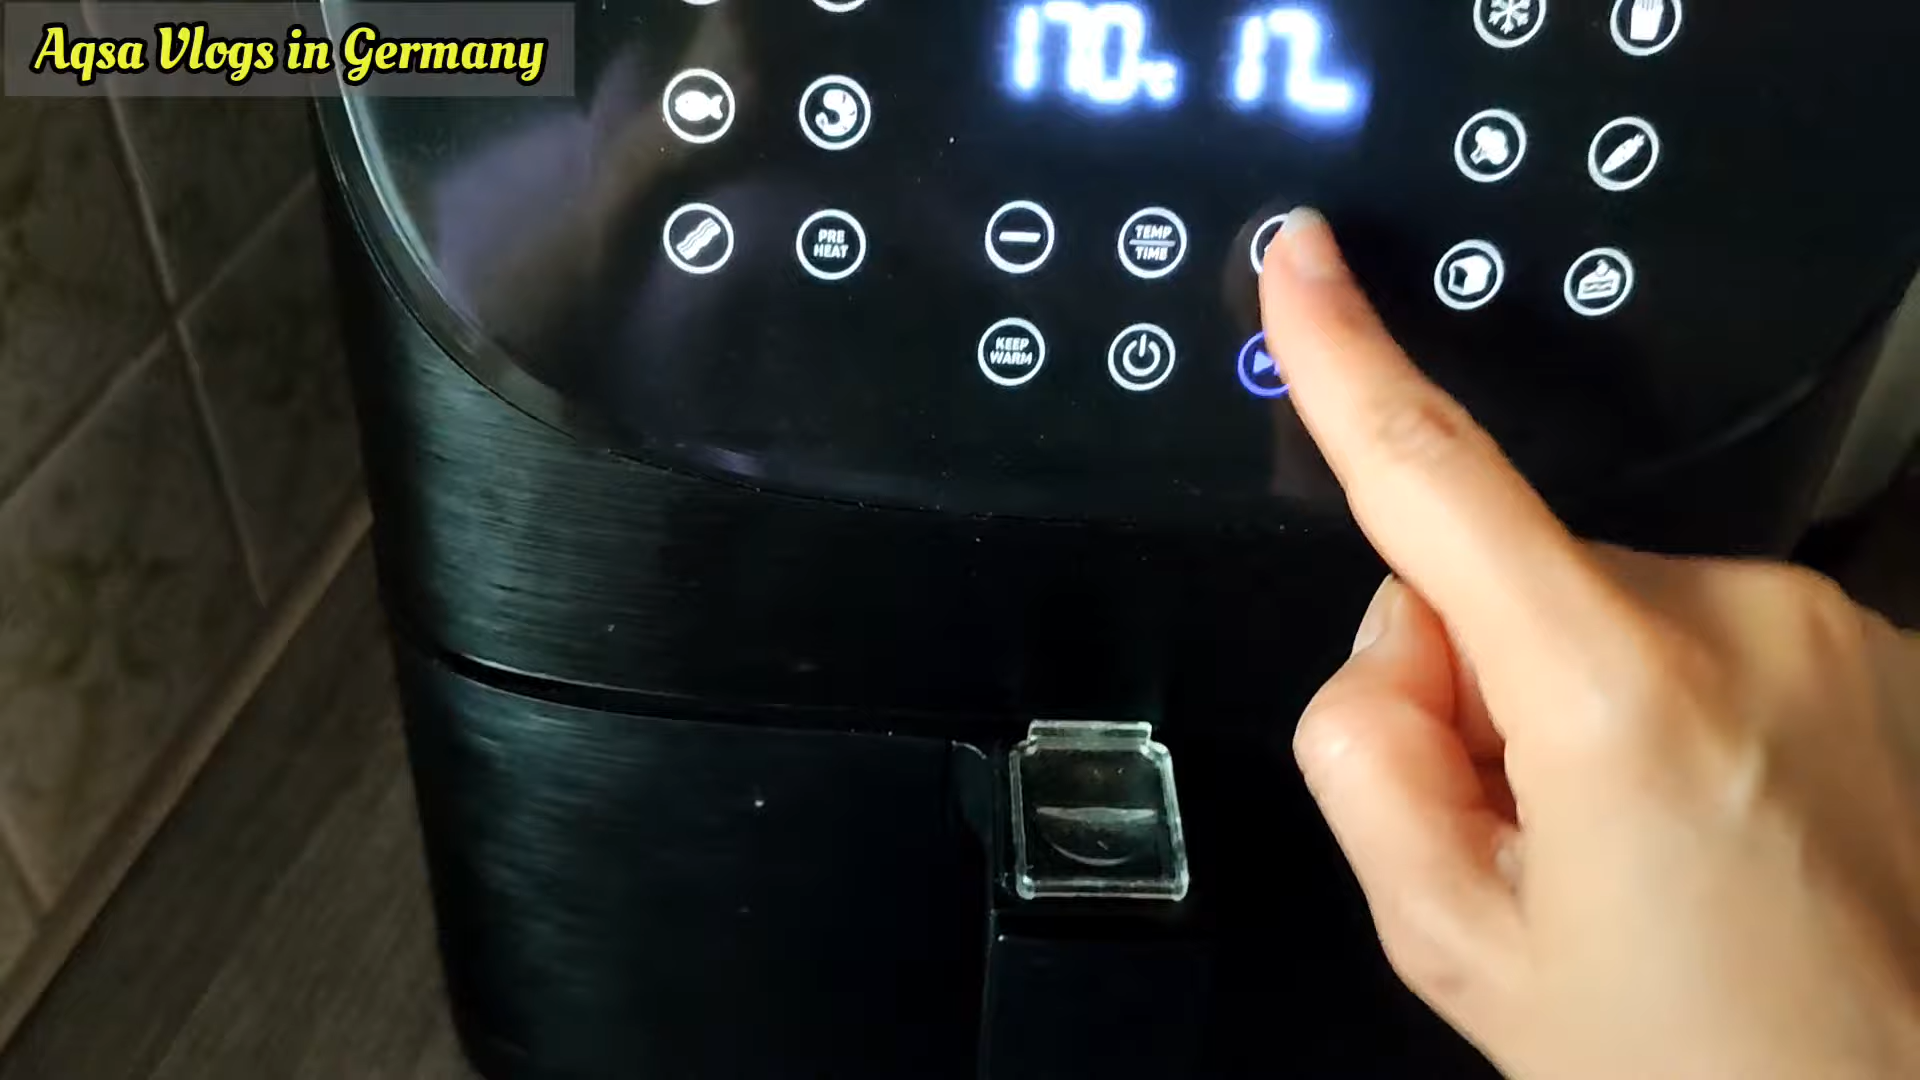 Aqsa Vlogs in Germany
170°C 12
PRE
HEAT
TEMP
TIME
KEEP
WARM